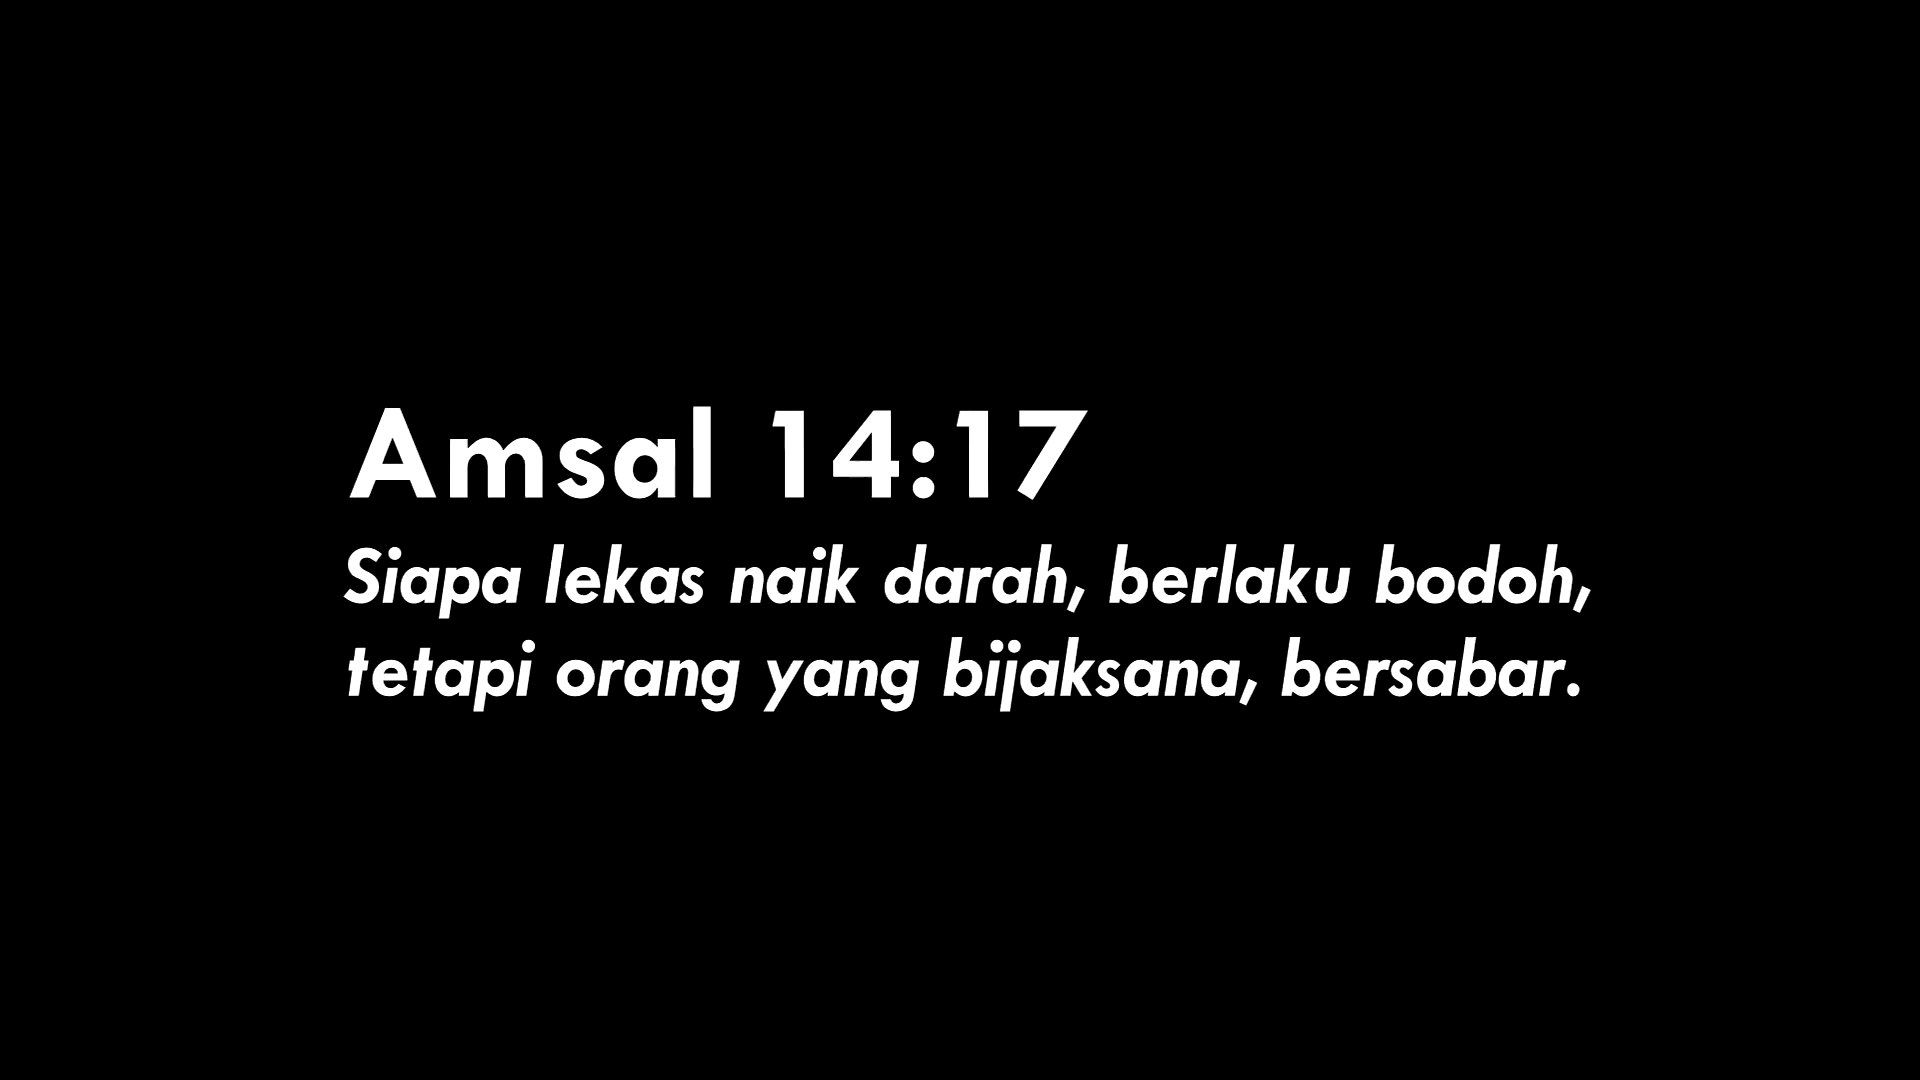 Amsal 14:17
Siapa lekas naik darah, berlaku bodoh,
tetapi orang yang bijaksana, bersabar.